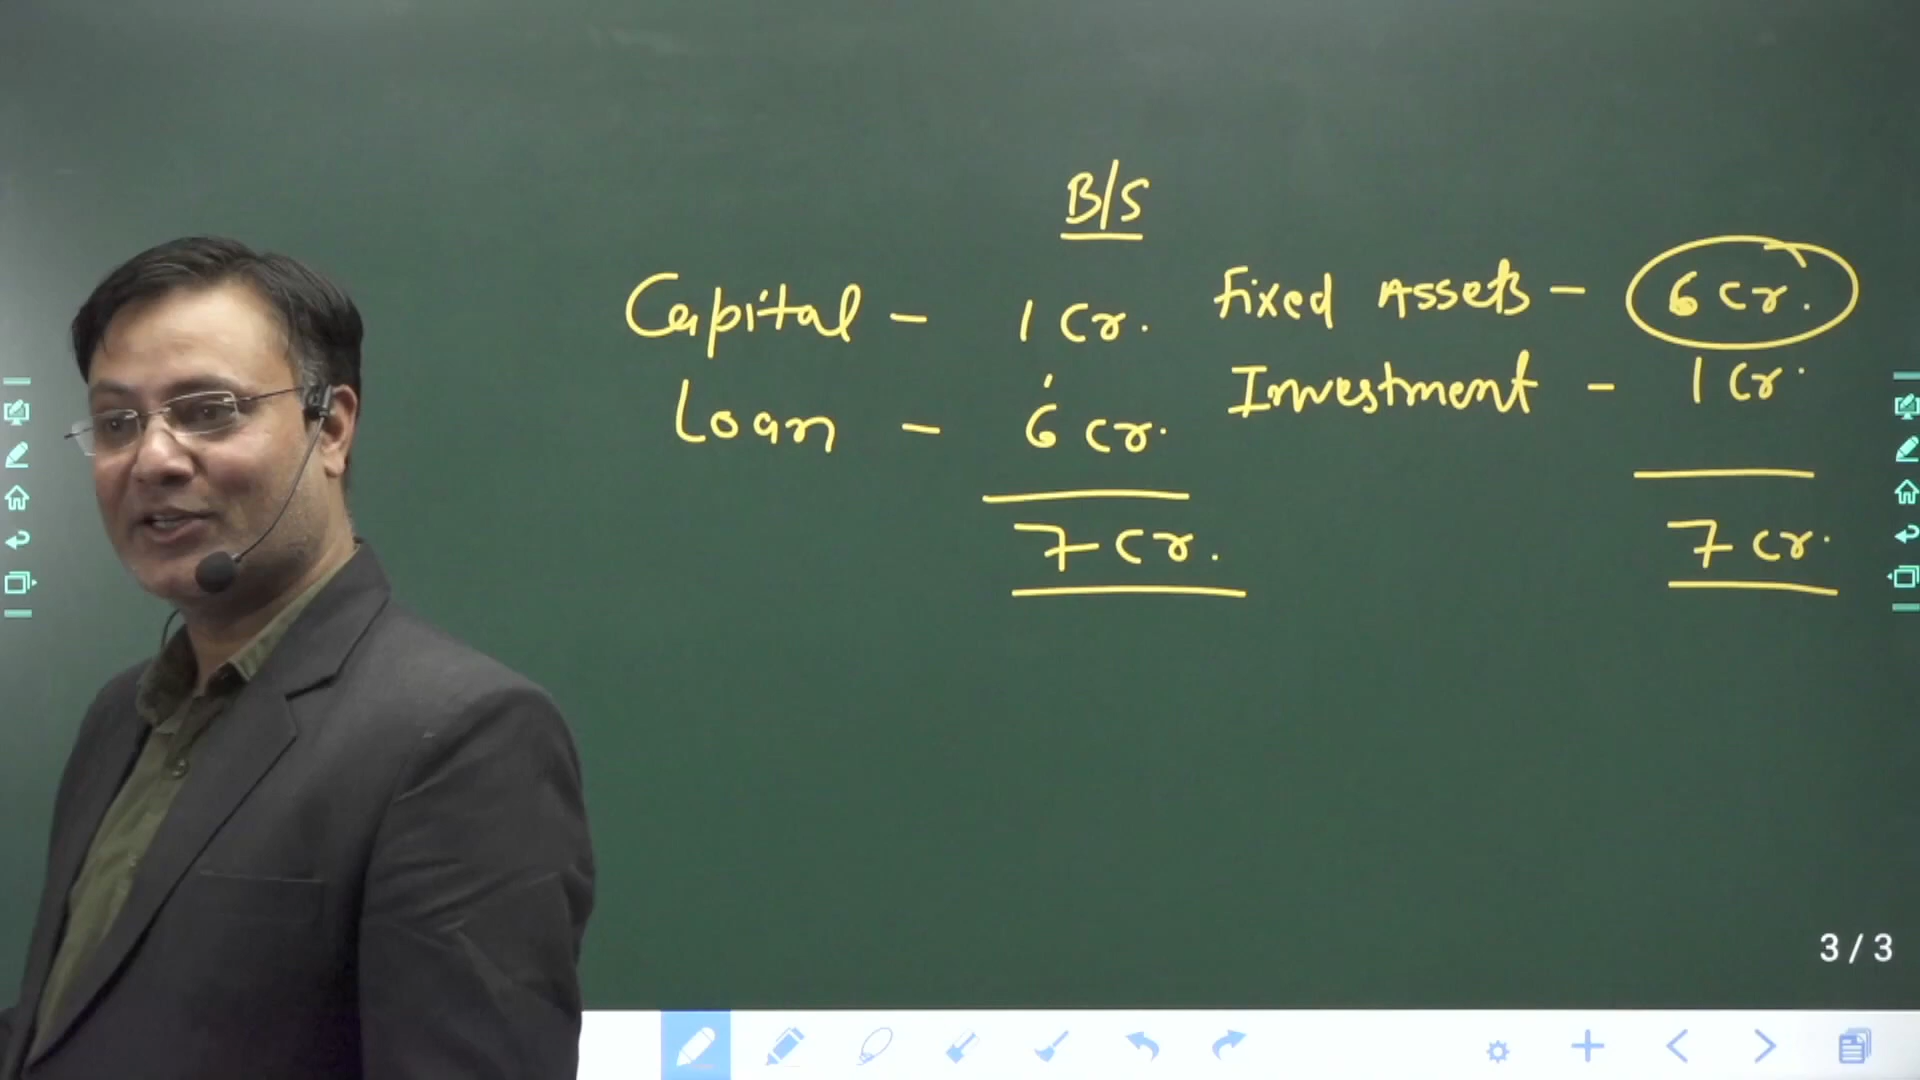 B/S
Capital - 1 Cr. Fixed Assets - 6 Cr.
Loan - 6 Cr. Investment - 1 Cr.
7 Cr. 7 Cr.
3 / 3